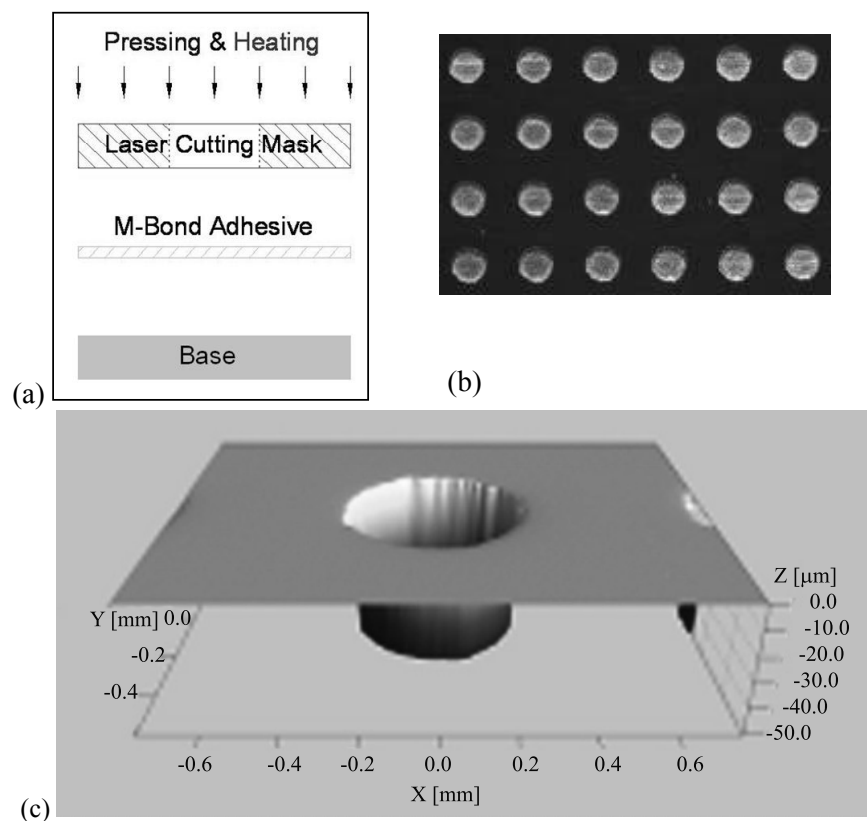 Pressing & Heating
Laser Cutting Mask
M-Bond Adhesive
Base
(a)
(b)
Z [μm]
0.0
-10.0
-20.0
-30.0
-40.0
-50.0
Y [mm] 0.0
-0.2
-0.4
-0.6 -0.4 -0.2 0.0 0.2 0.4 0.6
X [mm]
(c)